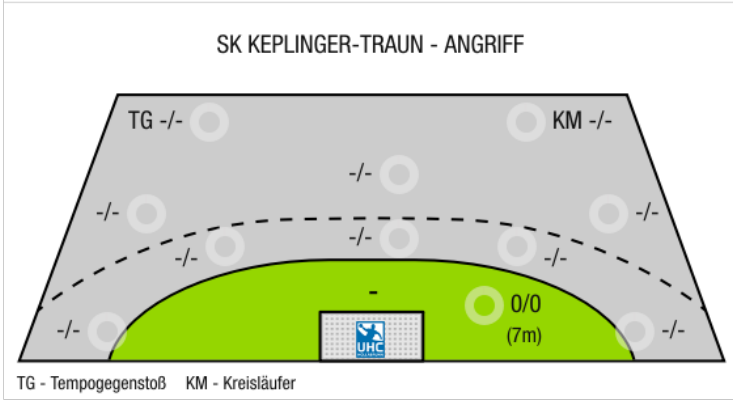 SK KEPLINGER-TRAUN - ANGRIFF
TG -/-
KM -/-
-/-
-/-
-/-
-/-
-/-
-/-
-
0/0
(7m)
-/-
-/-
UHC
TG - Tempogegenstoß KM - Kreisläufer